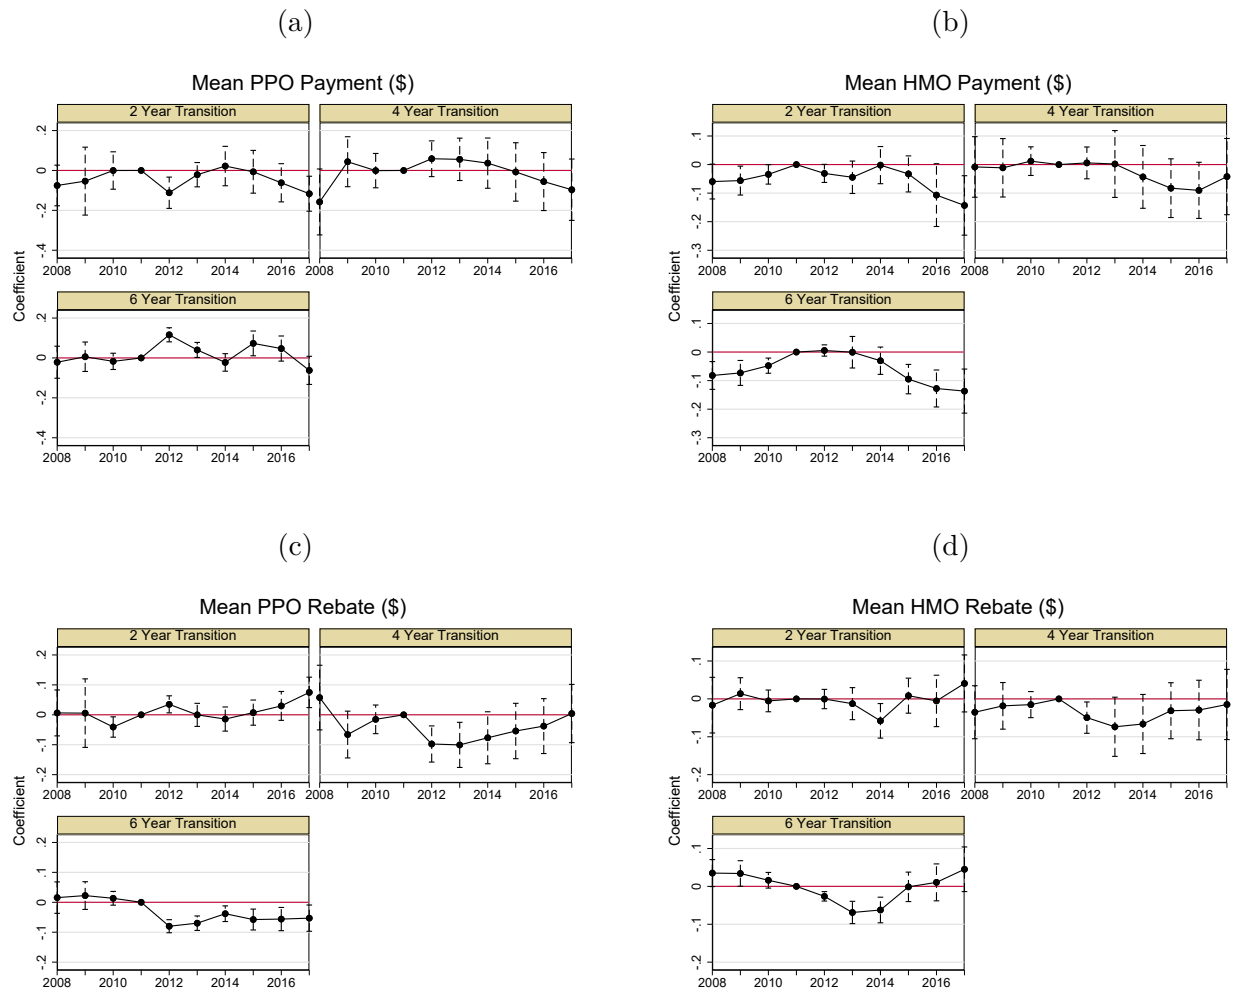 (a)
Mean PPO Payment ($)
2 Year Transition
4 Year Transition
Coefficient
.2
0
-.2
-.4
2008 2010 2012 2014 2016 2008 2010 2012 2014 2016
6 Year Transition
.2
0
-.2
-.4
2008 2010 2012 2014 2016
(b)
Mean HMO Payment ($)
2 Year Transition
4 Year Transition
Coefficient
.1
0
-.1
-.2
-.3
2008 2010 2012 2014 2016 2008 2010 2012 2014 2016
6 Year Transition
.1
0
-.1
-.2
-.3
2008 2010 2012 2014 2016
(c)
Mean PPO Rebate ($)
2 Year Transition
4 Year Transition
Coefficient
.2
.1
0
-.1
-.2
2008 2010 2012 2014 2016 2008 2010 2012 2014 2016
6 Year Transition
.2
.1
0
-.1
-.2
2008 2010 2012 2014 2016
(d)
Mean HMO Rebate ($)
2 Year Transition
4 Year Transition
Coefficient
.1
0
-.1
-.2
2008 2010 2012 2014 2016 2008 2010 2012 2014 2016
6 Year Transition
.1
0
-.1
-.2
2008 2010 2012 2014 2016